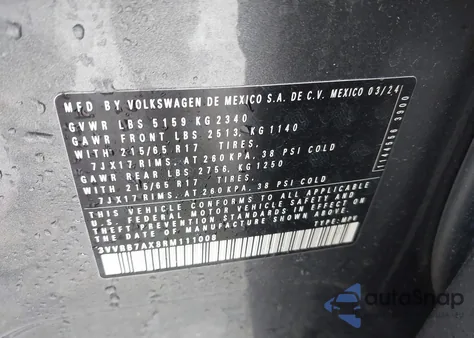 MFD BY VOLKSWAGEN DE MEXICO S.A. DE C.V. MEXICO 03/24
GVWR LBS 5159 KG 2340
GAWR FRONT LBS 2513, KG 1140
WITH 215/65 R17 TIRES,
7JX17 RIMS, AT 260 KPA, 38 PSI COLD
GAWR REAR LBS 2756, KG 1250
WITH 215/65 R17 TIRES,
7JX17 RIMS, AT 260 KPA, 38 PSI COLD
THIS VEHICLE CONFORMS TO ALL APPLICABLE
U.S. FEDERAL MOTOR VEHICLE SAFETY AND
THEFT PREVENTION STANDARDS IN EFFECT ON
THE DATE OF MANUFACTURE SHOWN ABOVE
3VVVB7AX8RM111008 TYPE: MPV
autoSnap